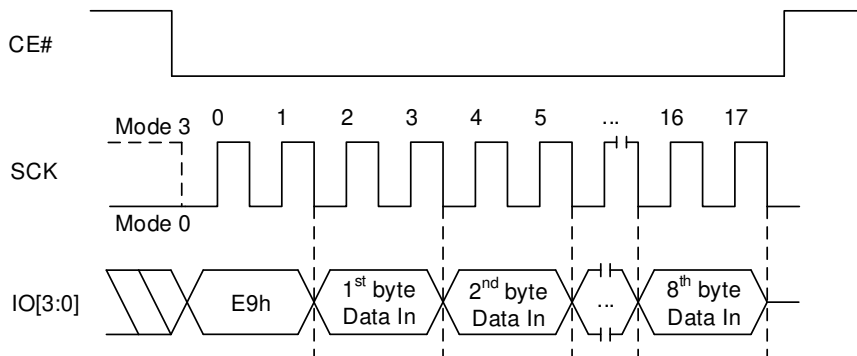 CE#
0 1 2 3 4 5 ... 16 17
Mode 3
SCK
Mode 0
IO[3:0]
E9h
1st byte
Data In
2nd byte
Data In
...
8th byte
Data In